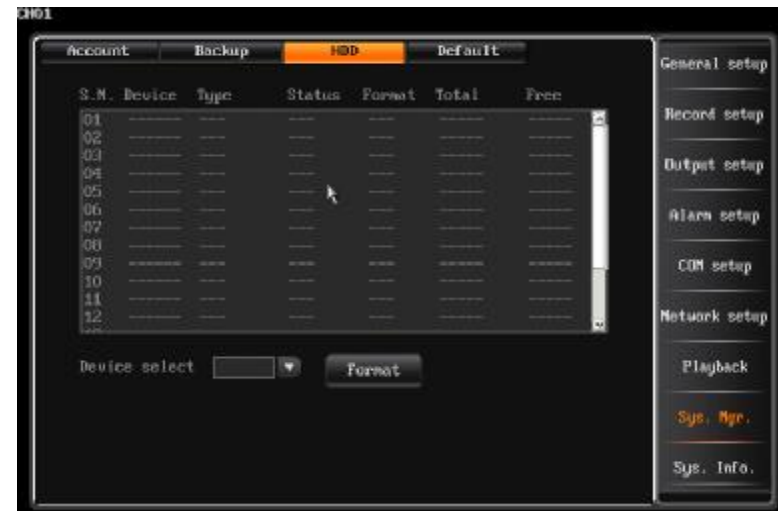 CH01
Account Backup HDD Default
S.N. Device Type Status Format Total Free
01 ------ --- --- --- ----- -----
02 ------ --- --- --- ----- -----
03 ------ --- --- --- ----- -----
04 ------ --- --- --- ----- -----
05 ------ --- --- --- ----- -----
06 ------ --- --- --- ----- -----
07 ------ --- --- --- ----- -----
08 ------ --- --- --- ----- -----
09 ------ --- --- --- ----- -----
10 ------ --- --- --- ----- -----
11 ------ --- --- --- ----- -----
12 ------ --- --- --- ----- -----
Device select Format
General setup
Record setup
Output setup
Alarm setup
COM setup
Network setup
Playback
Sys. Mgr.
Sys. Info.